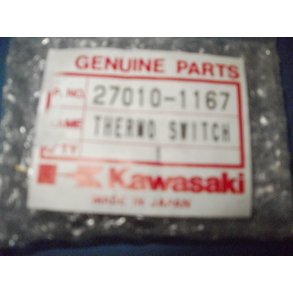 GENUINE PARTS
P. NO. 27010-1167
NAME THERMO SWITCH
Q'TY 1
Kawasaki
MADE IN JAPAN